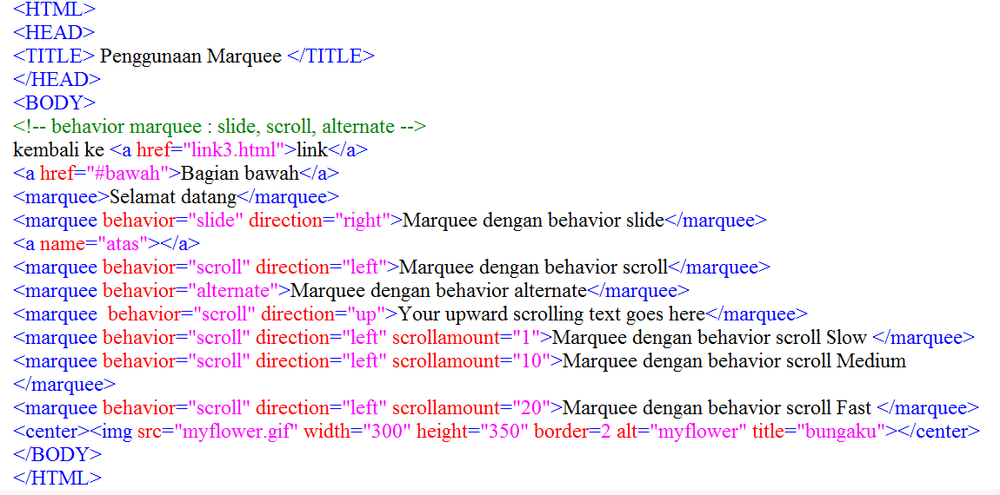 <HTML>
<HEAD>
<TITLE> Penggunaan Marquee </TITLE>
</HEAD>
<BODY>
<!-- behavior marquee : slide, scroll, alternate -->
kembali ke <a href="link3.html">link</a>
<a href="#bawah">Bagian bawah</a>
<marquee>Selamat datang</marquee>
<marquee behavior="slide" direction="right">Marquee dengan behavior slide</marquee>
<a name="atas"></a>
<marquee behavior="scroll" direction="left">Marquee dengan behavior scroll</marquee>
<marquee behavior="alternate">Marquee dengan behavior alternate</marquee>
<marquee  behavior="scroll" direction="up">Your upward scrolling text goes here</marquee>
<marquee behavior="scroll" direction="left" scrollamount="1">Marquee dengan behavior scroll Slow </marquee>
<marquee behavior="scroll" direction="left" scrollamount="10">Marquee dengan behavior scroll Medium
</marquee>
<marquee behavior="scroll" direction="left" scrollamount="20">Marquee dengan behavior scroll Fast </marquee>
<center><img src="myflower.gif" width="300" height="350" border=2 alt="myflower" title="bungaku"></center>
</BODY>
</HTML>